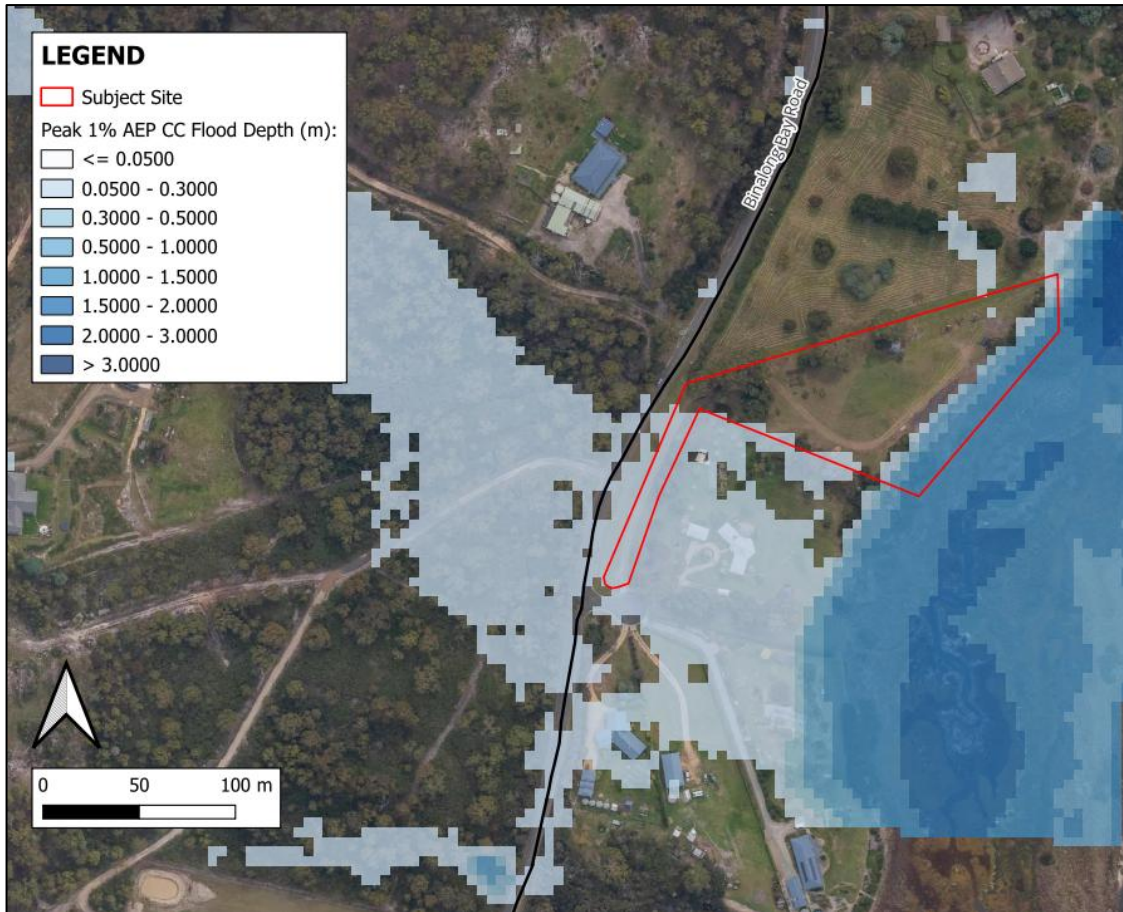 LEGEND
Subject Site
Peak 1% AEP CC Flood Depth (m):
<= 0.0500
0.0500 - 0.3000
0.3000 - 0.5000
0.5000 - 1.0000
1.0000 - 1.5000
1.5000 - 2.0000
2.0000 - 3.0000
> 3.0000
Binalong Bay Road
0 50 100 m